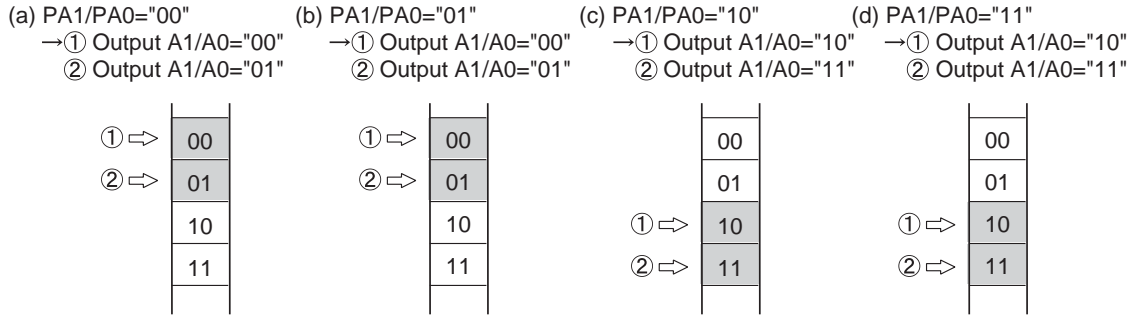 (a) PA1/PA0="00"
→① Output A1/A0="00"
② Output A1/A0="01"
① ⇨ 00
② ⇨ 01
10
11
(b) PA1/PA0="01"
→① Output A1/A0="00"
② Output A1/A0="01"
① ⇨ 00
② ⇨ 01
10
11
(c) PA1/PA0="10"
→① Output A1/A0="10"
② Output A1/A0="11"
00
01
① ⇨ 10
② ⇨ 11
(d) PA1/PA0="11"
→① Output A1/A0="10"
② Output A1/A0="11"
00
01
① ⇨ 10
② ⇨ 11